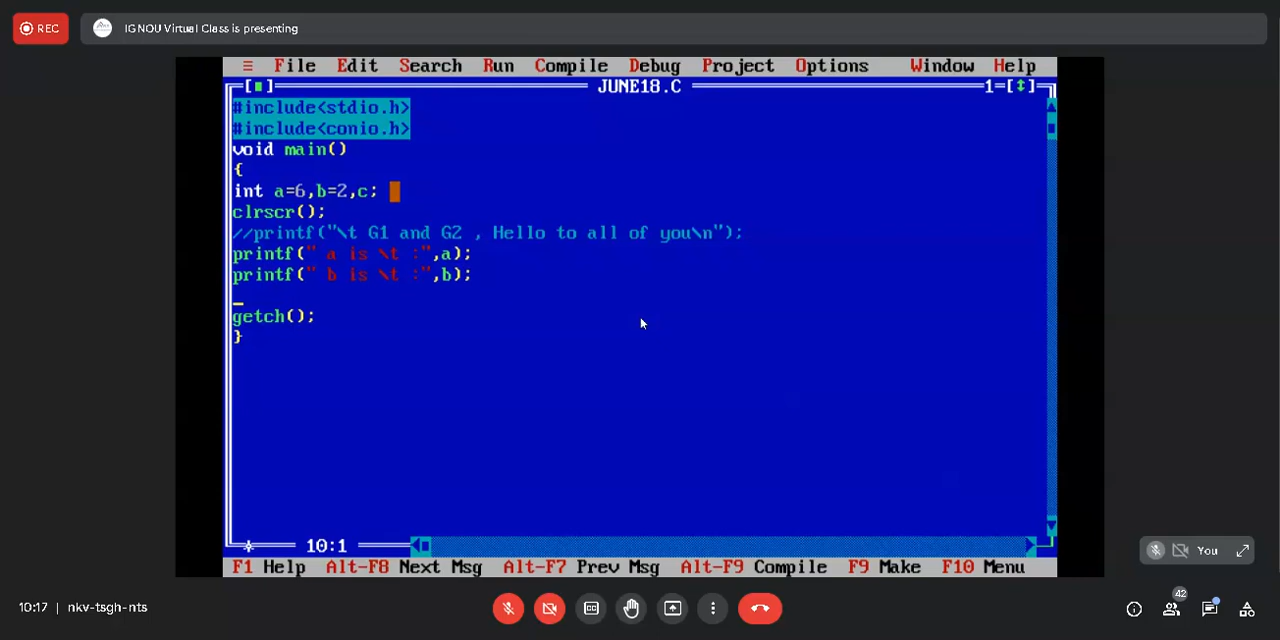 REC
IGNOU Virtual Class is presenting
≡ File Edit Search Run Compile Debug Project Options Window Help
[■] JUNE18.C 1=[↕]
#include<stdio.h>
#include<conio.h>
void main()
{
int a=6,b=2,c;
clrscr();
//printf("\t G1 and G2 , Hello to all of you\n");
printf(" a is \t :",a);
printf(" b is \t :",b);
_
getch();
}
10:1
F1 Help Alt-F8 Next Msg Alt-F7 Prev Msg Alt-F9 Compile F9 Make F10 Menu
You
10:17 | nkv-tsgh-nts
42